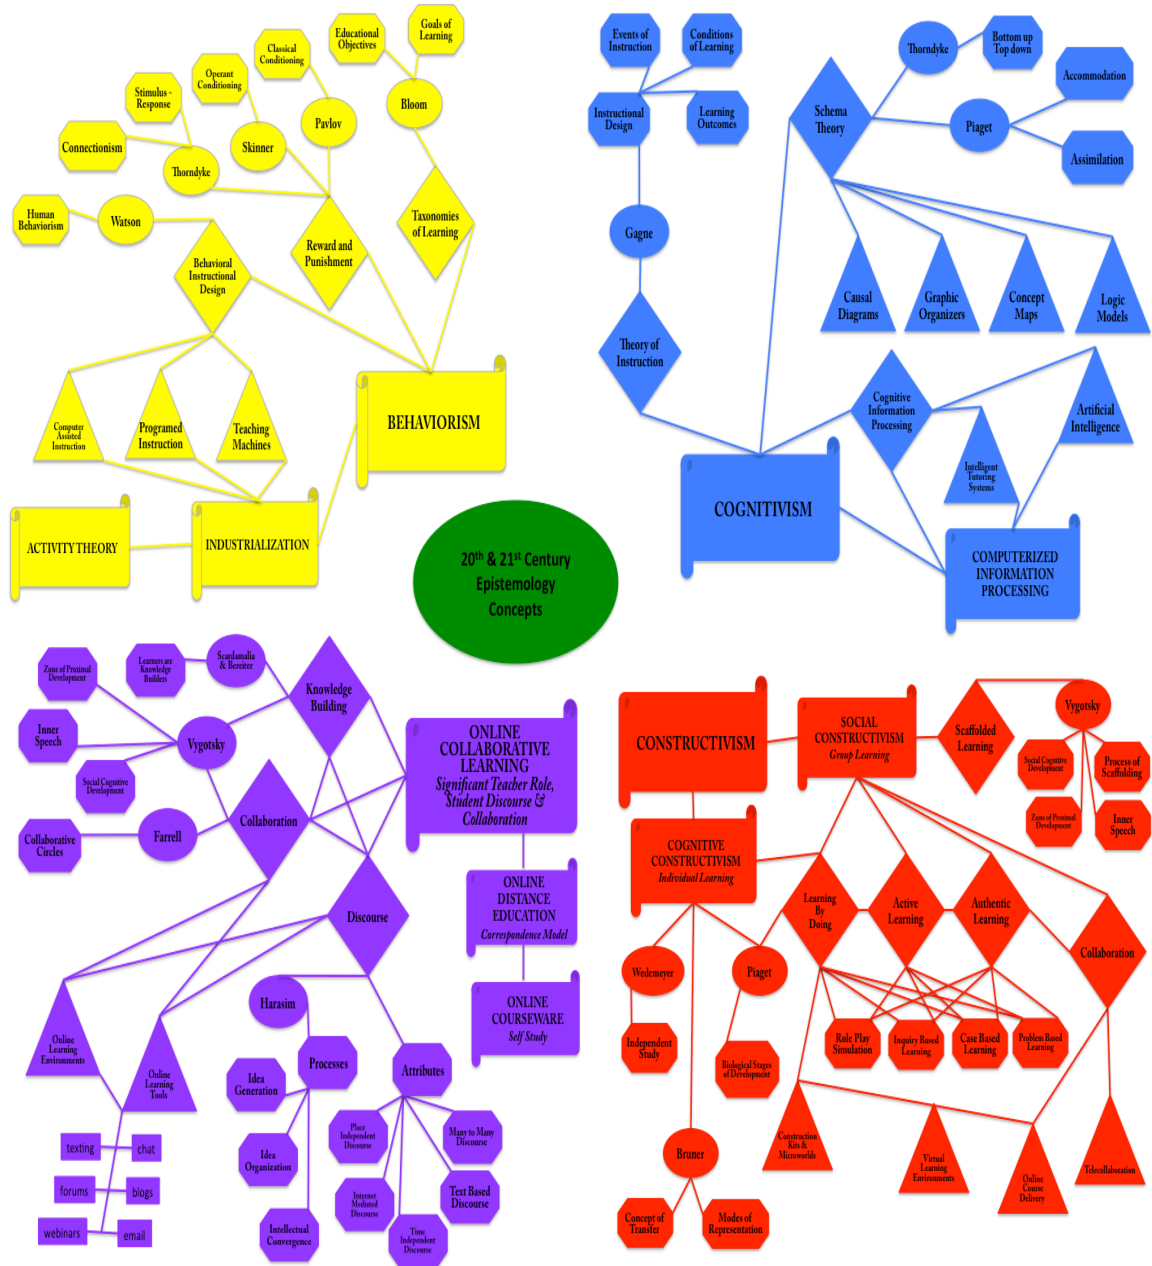 Goals of
Learning
Educational
Objectives
Classical
Conditioning
Operant
Conditioning
Stimulus -
Response
Connectionism
Bloom
Pavlov
Skinner
Thorndyke
Human
Behaviorism
Watson
Taxonomies
of Learning
Reward and
Punishment
Behavioral
Instructional
Design
Computer
Assisted
Instruction
Programed
Instruction
Teaching
Machines
BEHAVIORISM
ACTIVITY THEORY
INDUSTRIALIZATION
Events of
Instruction
Conditions
of Learning
Instructional
Design
Learning
Outcomes
Gagne
Theory of
Instruction
Schema
Theory
Thorndyke
Bottom up
Top down
Piaget
Accommodation
Assimilation
Causal
Diagrams
Graphic
Organizers
Concept
Maps
Logic
Models
Cognitive
Information
Processing
Intelligent
Tutoring
Systems
Artificial
Intelligence
COGNITIVISM
COMPUTERIZED
INFORMATION
PROCESSING
20th & 21st Century
Epistemology
Concepts
Zone of Proximal
Development
Learners are
Knowledge
Builders
Scardamalia
& Bereiter
Knowledge
Building
Inner
Speech
Vygotsky
Social Cognitive
Development
Collaborative
Circles
Farrell
Collaboration
ONLINE
COLLABORATIVE
LEARNING
Significant Teacher Role,
Student Discourse &
Collaboration
ONLINE
DISTANCE
EDUCATION
Correspondence Model
ONLINE
COURSEWARE
Self Study
Discourse
Online
Learning
Environments
Online
Learning
Tools
texting
chat
forums
blogs
webinars
email
Harasim
Processes
Idea
Generation
Idea
Organization
Intellectual
Convergence
Attributes
Place
Independent
Discourse
Many to Many
Discourse
Internet
Mediated
Discourse
Text Based
Discourse
Time
Independent
Discourse
CONSTRUCTIVISM
SOCIAL
CONSTRUCTIVISM
Group Learning
Scaffolded
Learning
Vygotsky
Social Cognitive
Development
Process of
Scaffolding
Zone of Proximal
Development
Inner
Speech
COGNITIVE
CONSTRUCTIVISM
Individual Learning
Learning
By
Doing
Active
Learning
Authentic
Learning
Collaboration
Wedemeyer
Piaget
Independent
Study
Biological Stages
of Development
Role Play
Simulation
Inquiry Based
Learning
Case Based
Learning
Problem Based
Learning
Construction
Kits &
Microworlds
Virtual
Learning
Environments
Online
Course
Delivery
Telecollaboration
Bruner
Concept of
Transfer
Modes of
Representation